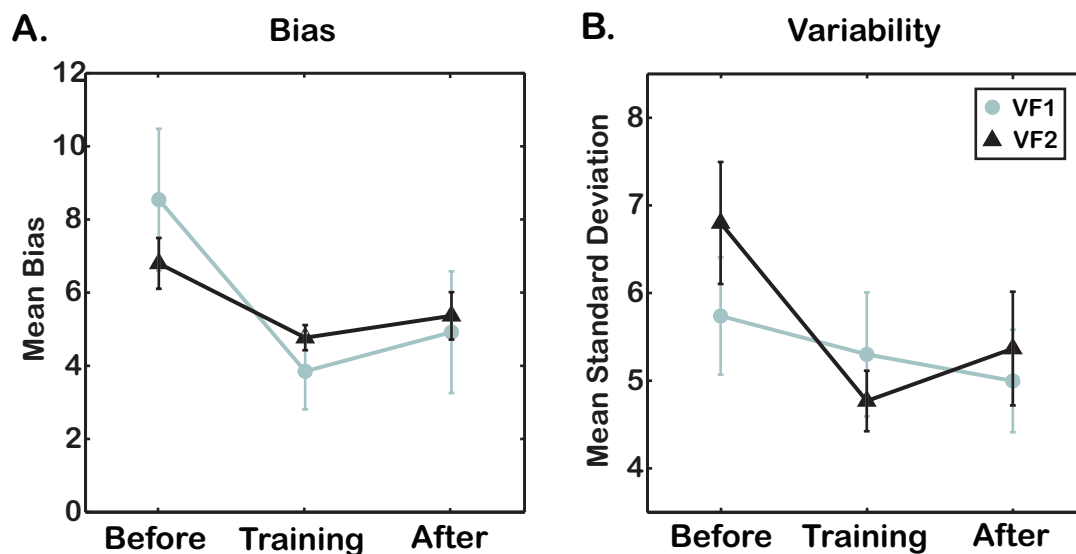 A.
Bias
Mean Bias
12
10
8
6
4
2
0
Before Training After
B.
Variability
Mean Standard Deviation
8
7
6
5
4
VF1
VF2
Before Training After